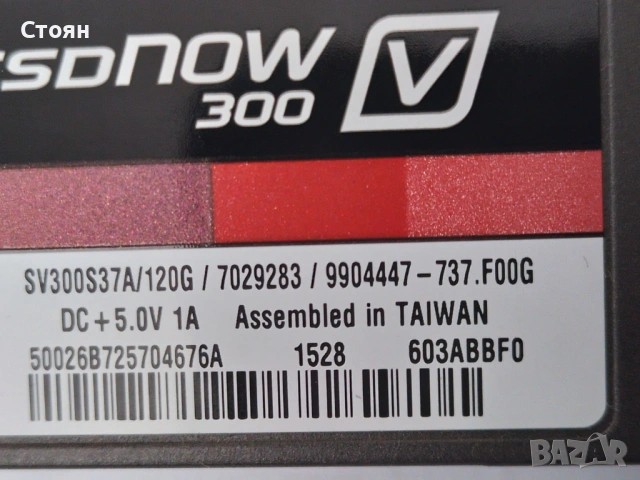 Стоян
SSDNOW V
300
SV300S37A/120G / 7029283 / 9904447-737.F00G
DC+5.0V 1A Assembled in TAIWAN
50026B725704676A 1528 603ABBF0
BAZAR